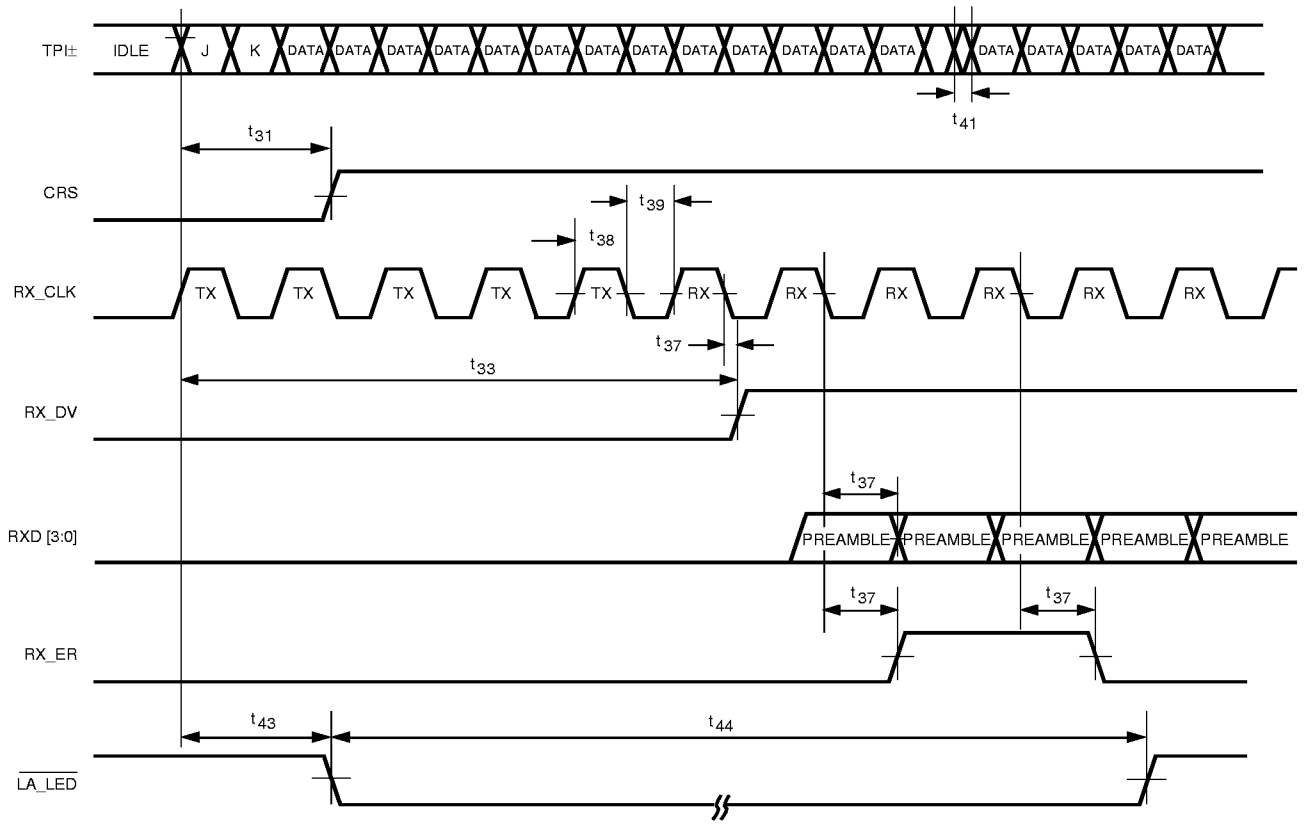 TPI± IDLE J K DATA DATA DATA DATA DATA DATA DATA DATA DATA DATA DATA DATA DATA DATA DATA DATA DATA DATA
t41
t31
CRS
t39
t38
RX_CLK TX TX TX TX TX RX RX RX RX RX RX
t37
t33
RX_DV
t37
RXD [3:0] PREAMBLE PREAMBLE PREAMBLE PREAMBLE PREAMBLE
t37 t37
RX_ER
t43 t44
LA_LED